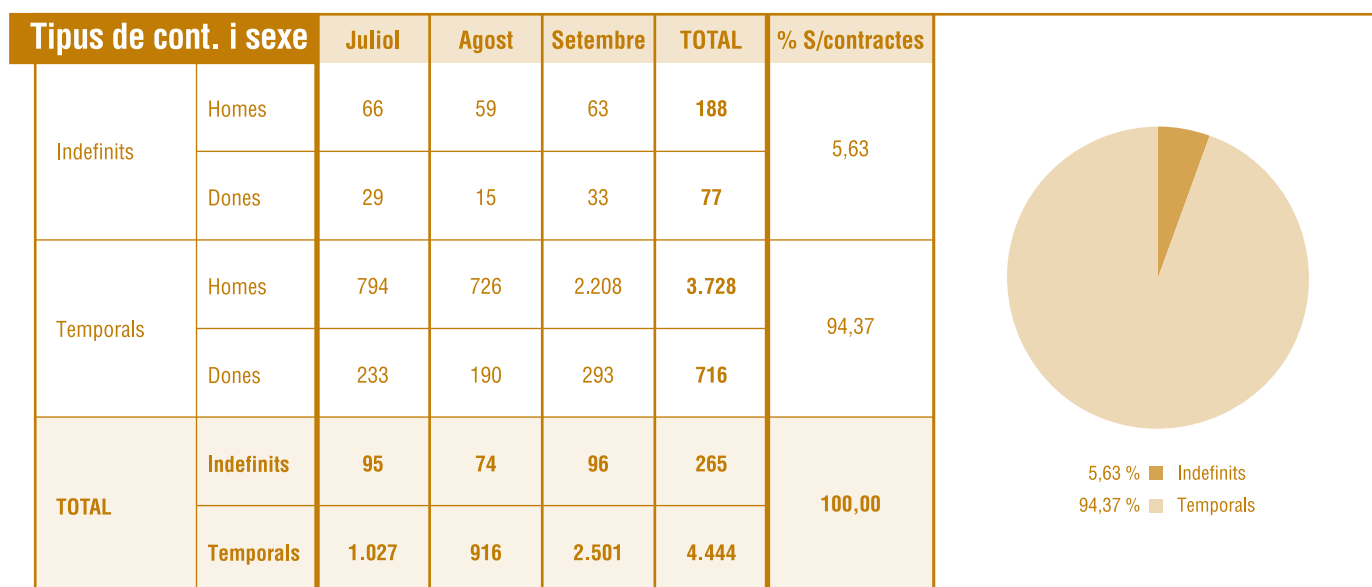 Tipus de cont. i sexe Juliol Agost Setembre TOTAL % S/contractes
Indefinits Homes 66 59 63 188 5,63
Dones 29 15 33 77
Temporals Homes 794 726 2.208 3.728 94,37
Dones 233 190 293 716
TOTAL Indefinits 95 74 96 265 100,00
Temporals 1.027 916 2.501 4.444
5,63 % Indefinits
94,37 % Temporals